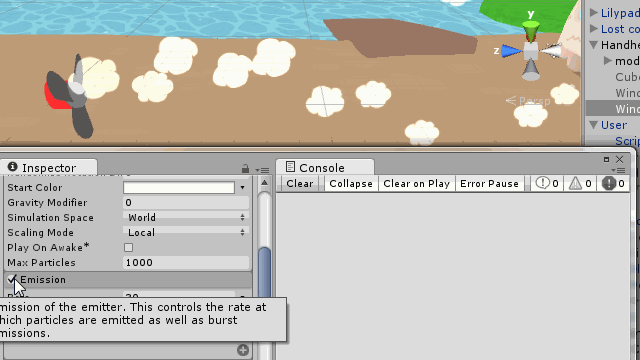 y
z
Persp
Lilypad
Lost co
Handhe
mod
Cube
Wind
Wind
User
Scrip
Inspector
Start Color
Gravity Modifier 0
Simulation Space World
Scaling Mode Local
Play On Awake*
Max Particles 1000
Emission
mission of the emitter. This controls the rate at
hich particles are emitted as well as burst
missions.
Console
Clear Collapse Clear on Play Error Pause 0 0 0